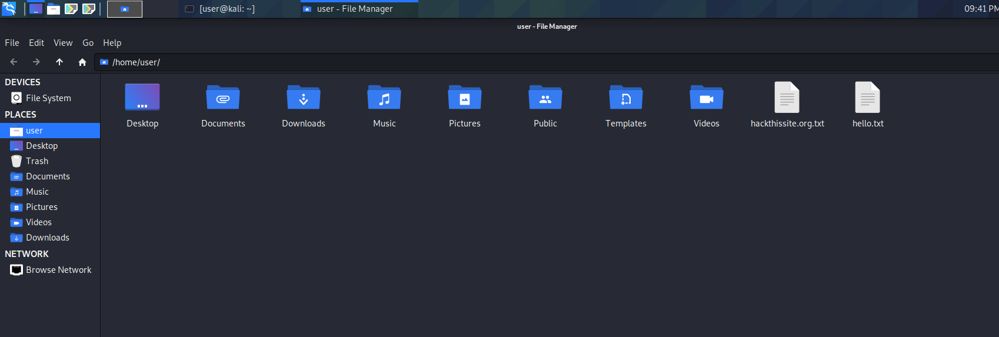 [user@kali: ~]
user - File Manager
09:41 PM
user - File Manager
File Edit View Go Help
/home/user/
DEVICES
File System
PLACES
user
Desktop
Trash
Documents
Music
Pictures
Videos
Downloads
NETWORK
Browse Network
Desktop Documents Downloads Music Pictures Public Templates Videos hackthissite.org.txt hello.txt